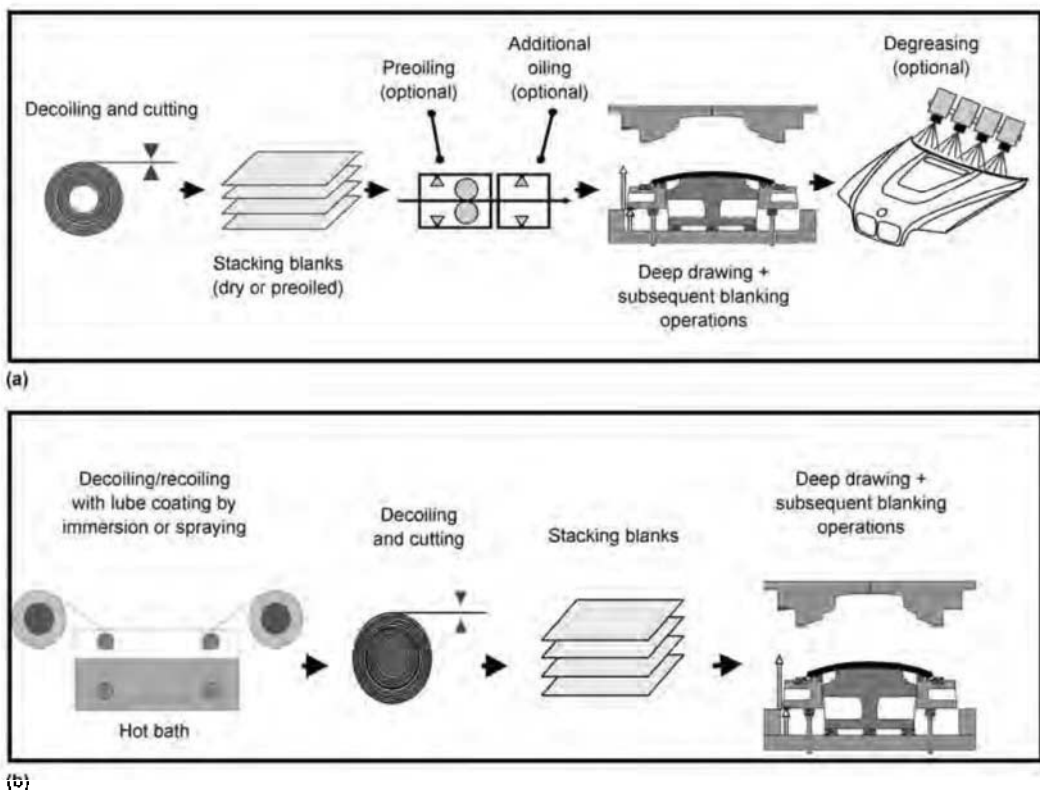 Decoiling and cutting
Stacking blanks
(dry or preoiled)
Preoiling
(optional)
Additional
oiling
(optional)
Deep drawing +
subsequent blanking
operations
Degreasing
(optional)
(a)
Decoiling/recoiling
with lube coating by
immersion or spraying
Hot bath
Decoiling
and cutting
Stacking blanks
Deep drawing +
subsequent blanking
operations
(b)